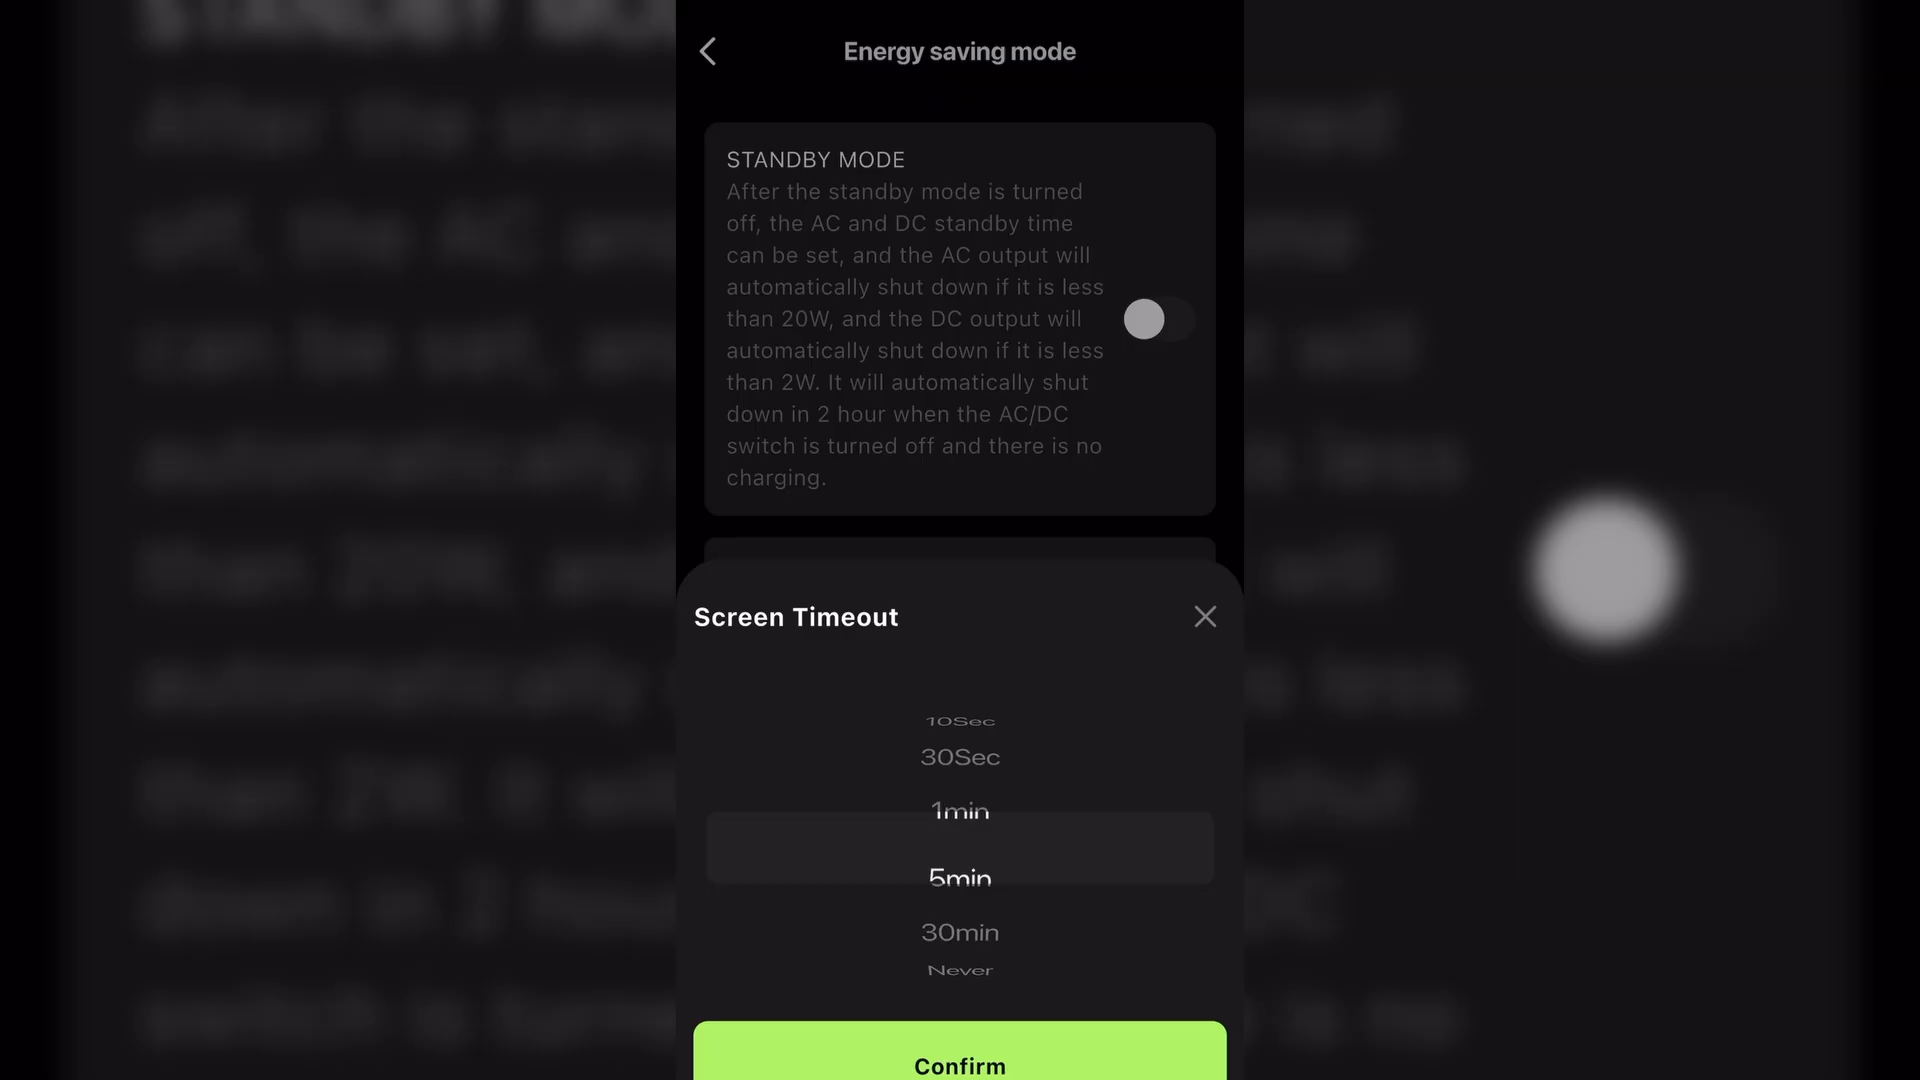 Energy saving mode
STANDBY MODE
After the standby mode is turned
off, the AC and DC standby time
can be set, and the AC output will
automatically shut down if it is less
than 20W, and the DC output will
automatically shut down if it is less
than 2W. It will automatically shut
down in 2 hour when the AC/DC
switch is turned off and there is no
charging.
Screen Timeout
10Sec
30Sec
1min
5min
30min
Never
Confirm